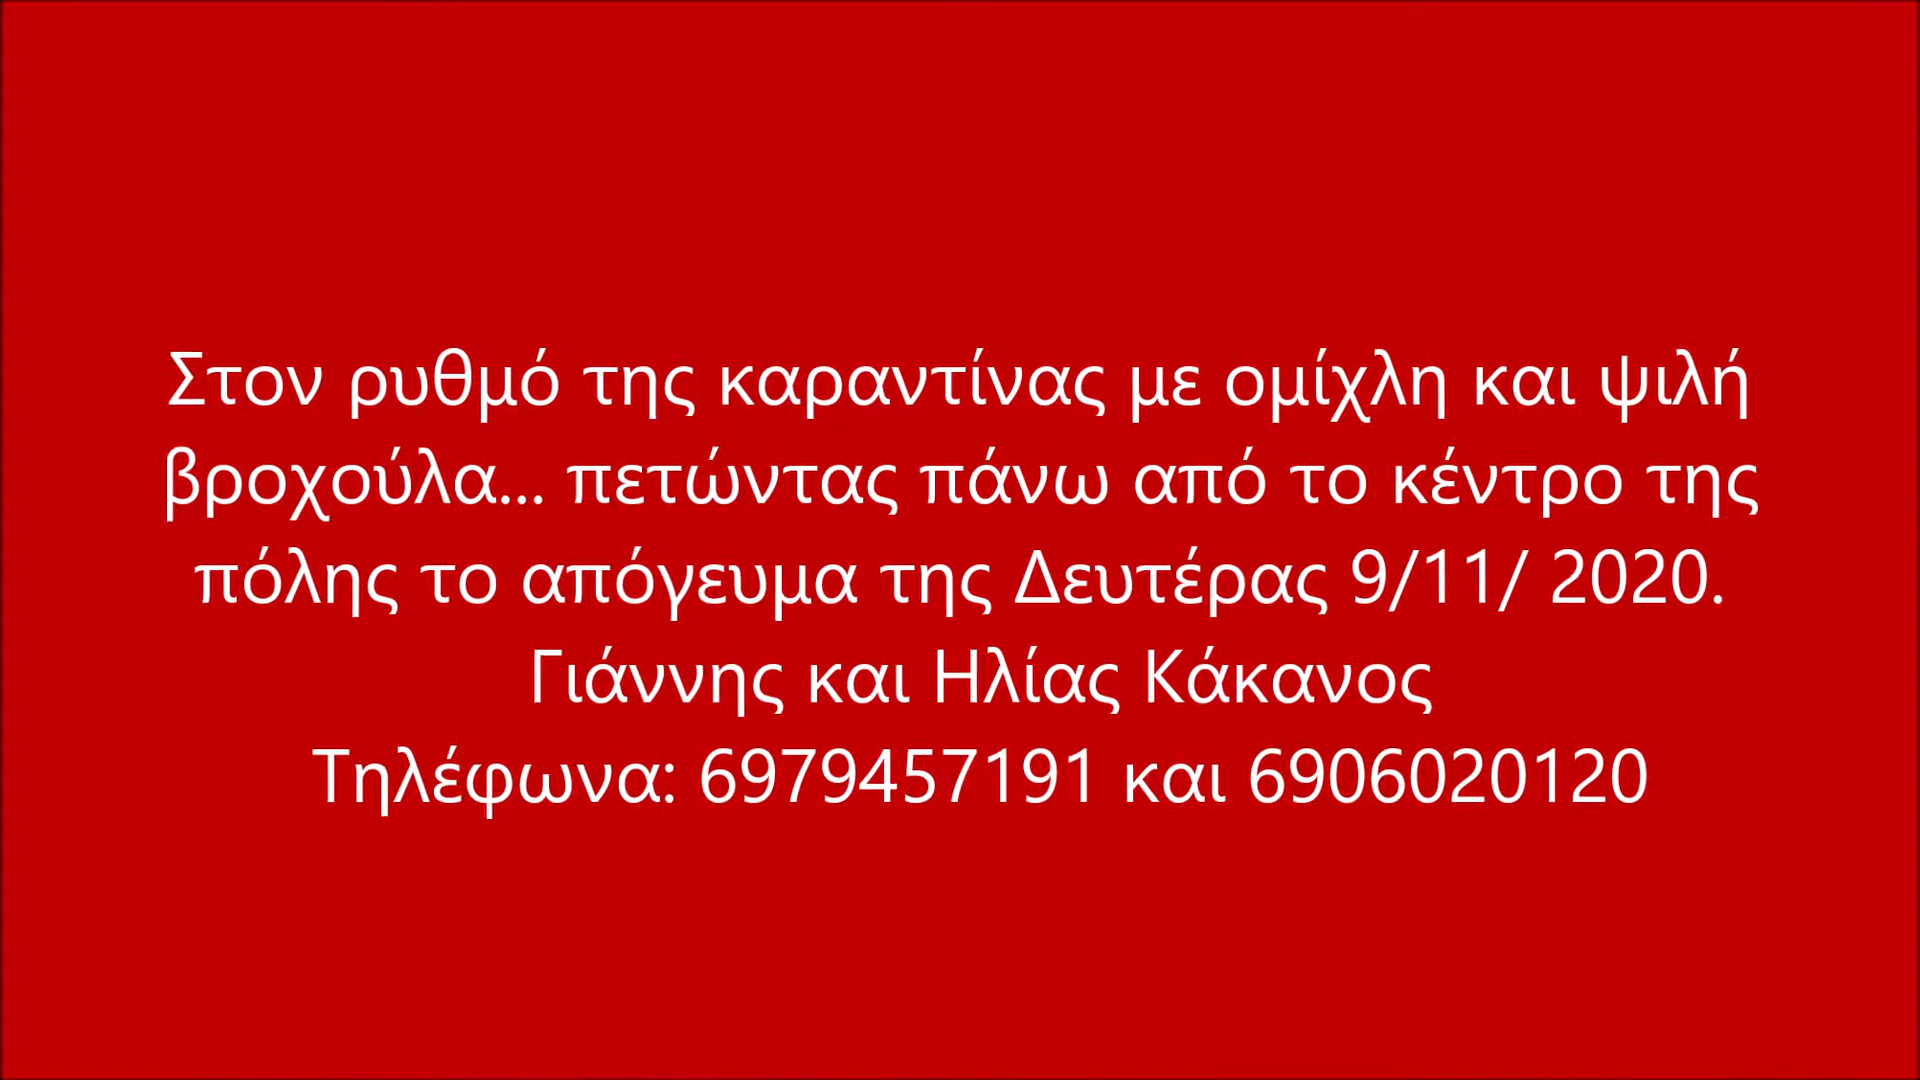 Στον ρυθμό της καραντίνας με ομίχλη και ψιλή
βροχούλα... πετώντας πάνω από το κέντρο της
πόλης το απόγευμα της Δευτέρας 9/11/ 2020.
Γιάννης και Ηλίας Κάκανος
Τηλέφωνα: 6979457191 και 6906020120